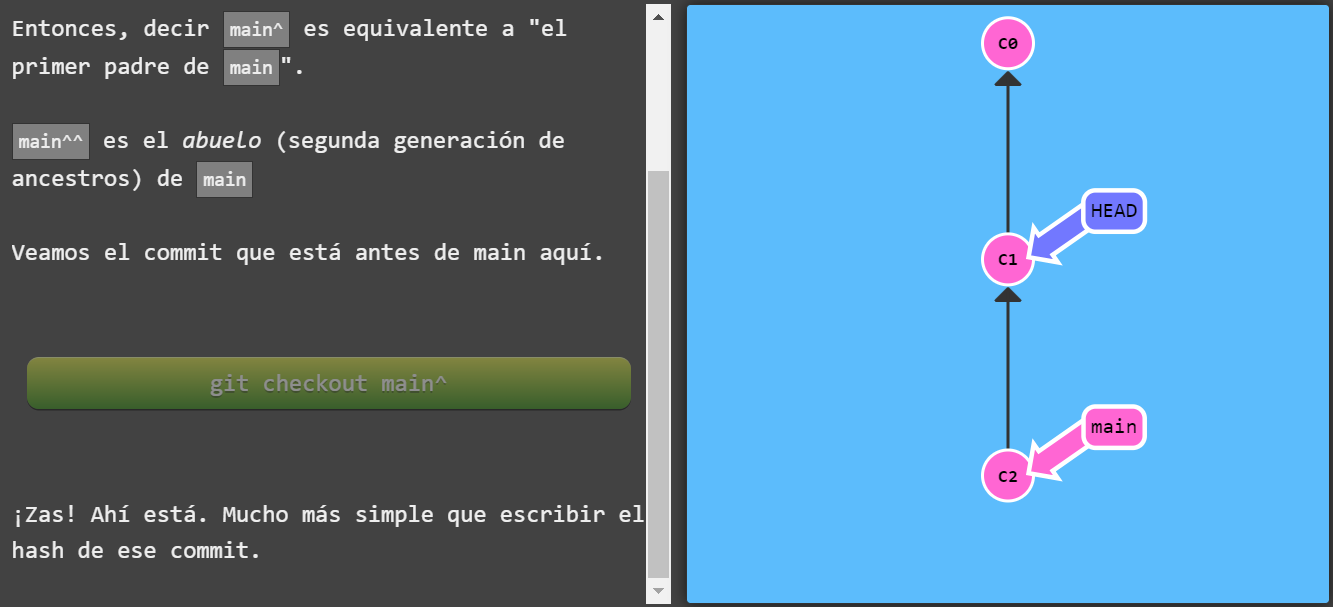 Entonces, decir main^ es equivalente a "el
primer padre de main".
main^^ es el abuelo (segunda generación de
ancestros) de main
Veamos el commit que está antes de main aquí.
git checkout main^
¡Zas! Ahí está. Mucho más simple que escribir el
hash de ese commit.
C0
HEAD
C1
main
C2